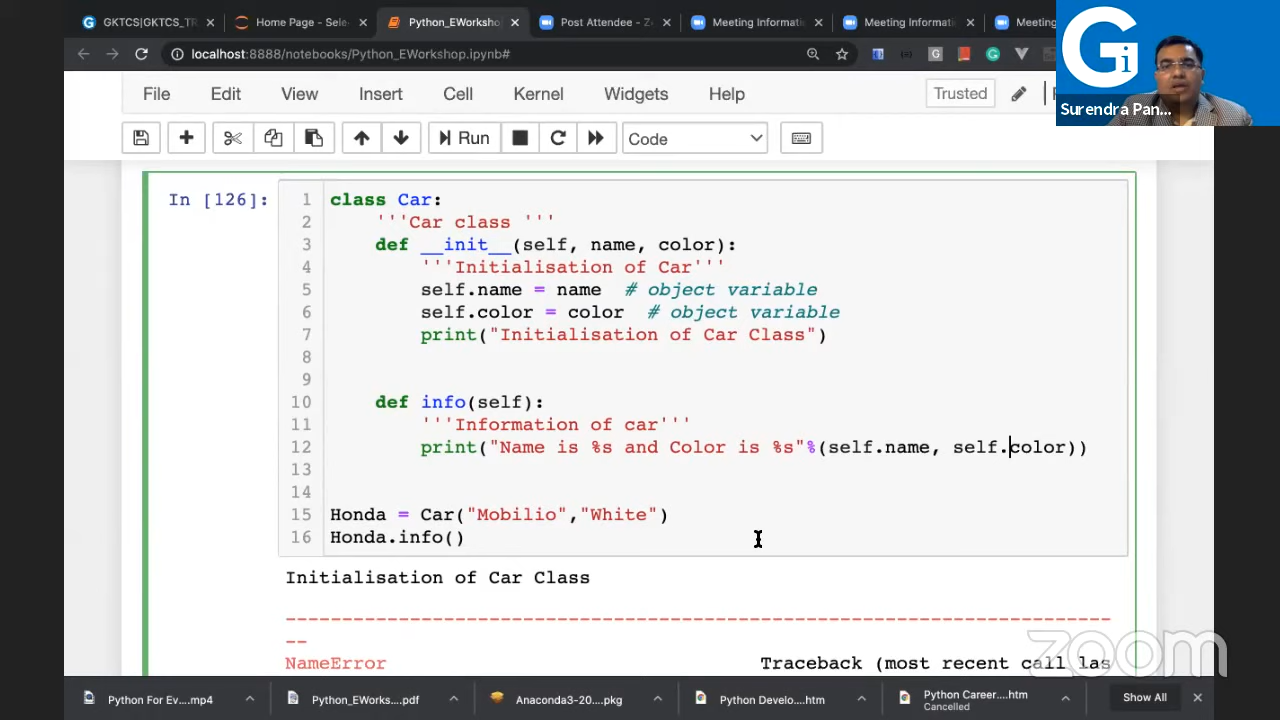 GKTCS|GKTCS_TR
Home Page - Sele
Python_EWorksho
Post Attendee - Z
Meeting Informati
Meeting Informati
Meeting
localhost:8888/notebooks/Python_EWorkshop.ipynb#
Gi
Surendra Pan...
File Edit View Insert Cell Kernel Widgets Help Trusted
Run Code
In [126]:
1 class Car:
2 '''Car class '''
3 def __init__(self, name, color):
4 '''Initialisation of Car'''
5 self.name = name # object variable
6 self.color = color # object variable
7 print("Initialisation of Car Class")
8
9
10 def info(self):
11 '''Information of car'''
12 print("Name is %s and Color is %s"%(self.name, self.color))
13
14
15 Honda = Car("Mobilio","White")
16 Honda.info()
Initialisation of Car Class
---------------------------------------------------------------------------
--
NameError Traceback (most recent call las
zoom
Python For Ev....mp4
Python_EWorks....pdf
Anaconda3-20....pkg
Python Develo....htm
Python Career....htm
Cancelled
Show All